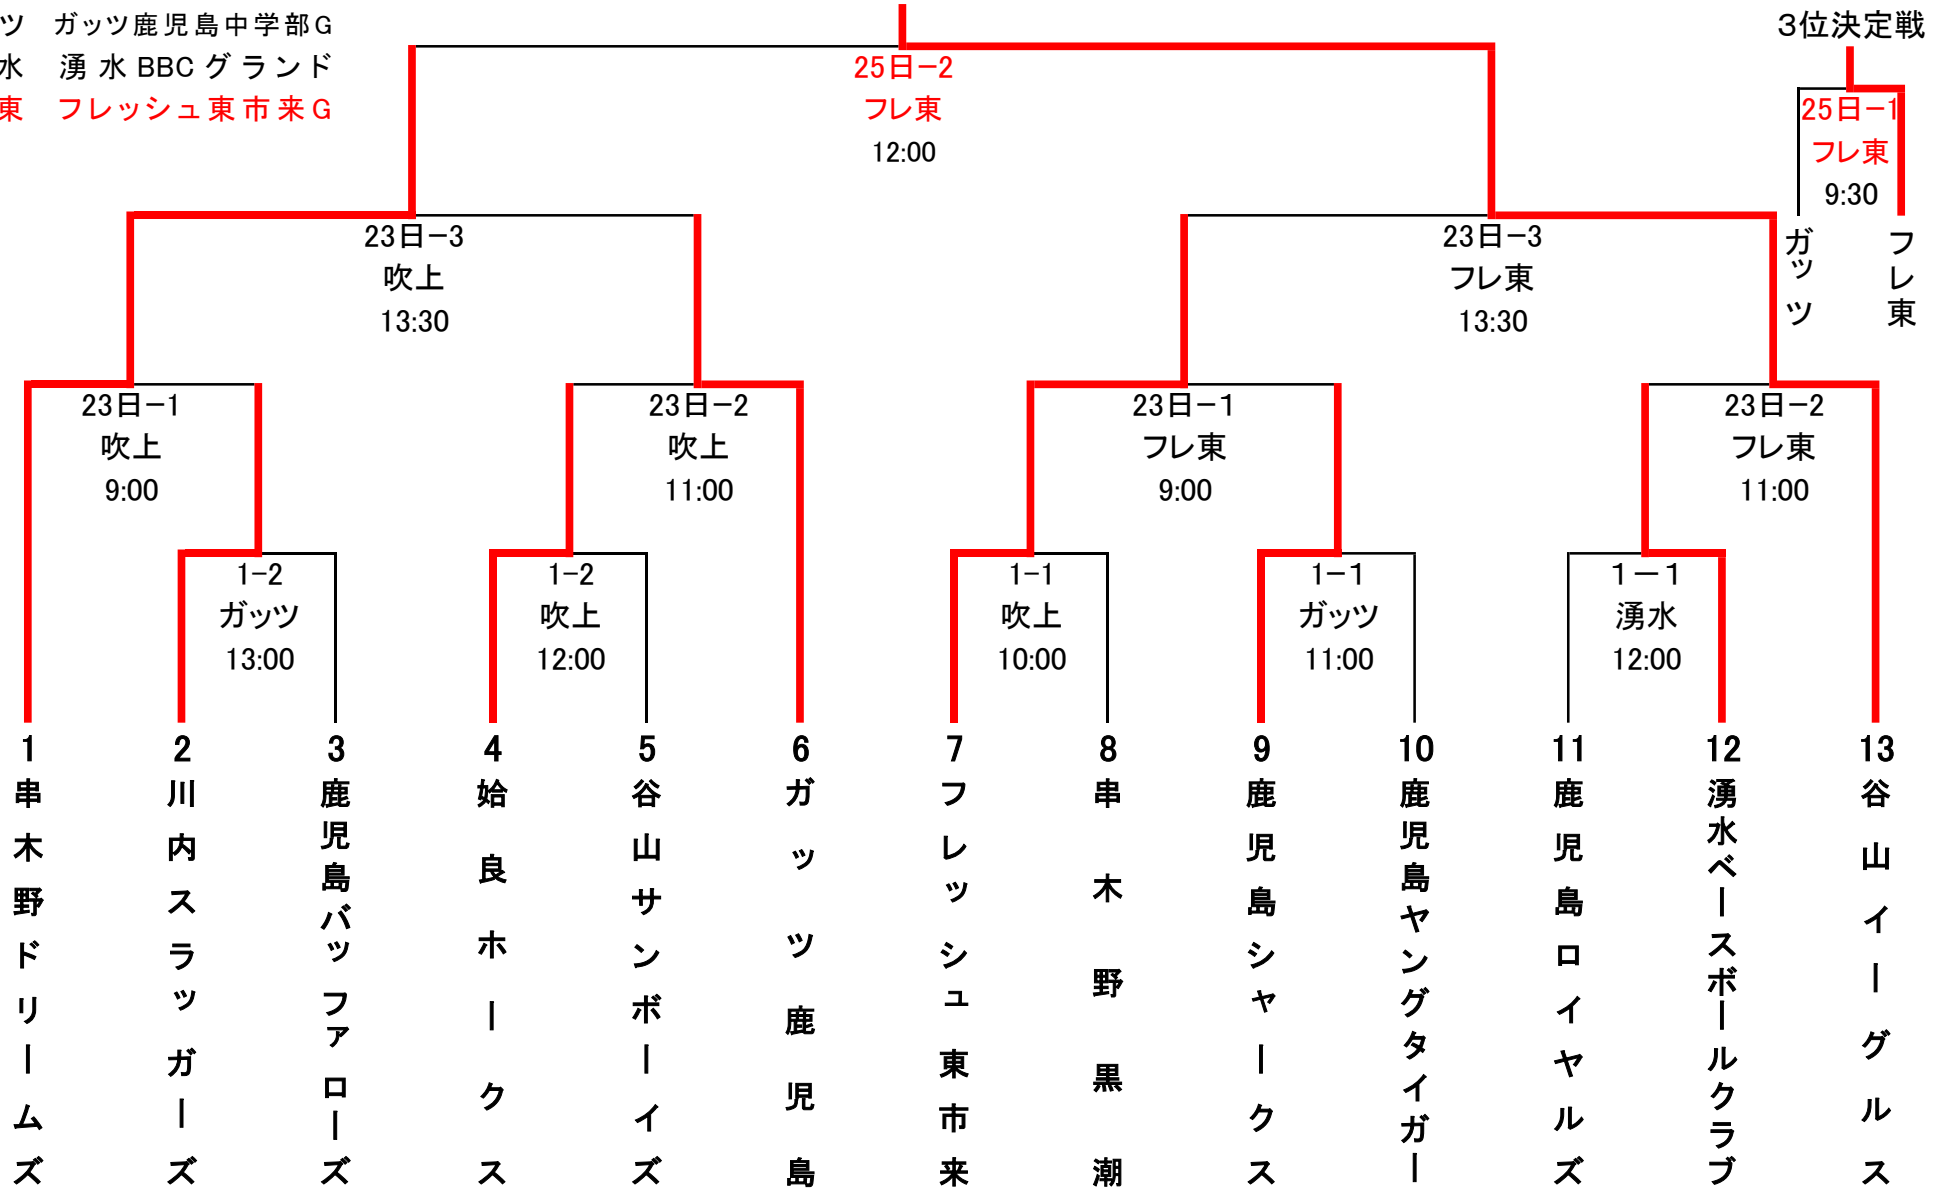 ツ ガッツ鹿児島中学部G
水 湧水BBCグランド
東 フレッシュ東市来G
3位決定戦
25日-2
フレ東
12:00
25日-1
フレ東
9:30
ガッツ
フレ東
23日-3
吹上
13:30
23日-3
フレ東
13:30
23日-1
吹上
9:00
23日-2
吹上
11:00
23日-1
フレ東
9:00
23日-2
フレ東
11:00
1-2
ガッツ
13:00
1-2
吹上
12:00
1-1
吹上
10:00
1-1
ガッツ
11:00
1-1
湧水
12:00
1
串木野ドリームズ
2
川内スラッガーズ
3
鹿児島バッファローズ
4
姶良ホークス
5
谷山サンボーイズ
6
ガッツ鹿児島
7
フレッシュ東市来
8
串木野黒潮
9
鹿児島シャークス
10
鹿児島ヤングタイガー
11
鹿児島ロイヤルズ
12
湧水ベースボールクラブ
13
谷山イーグルス